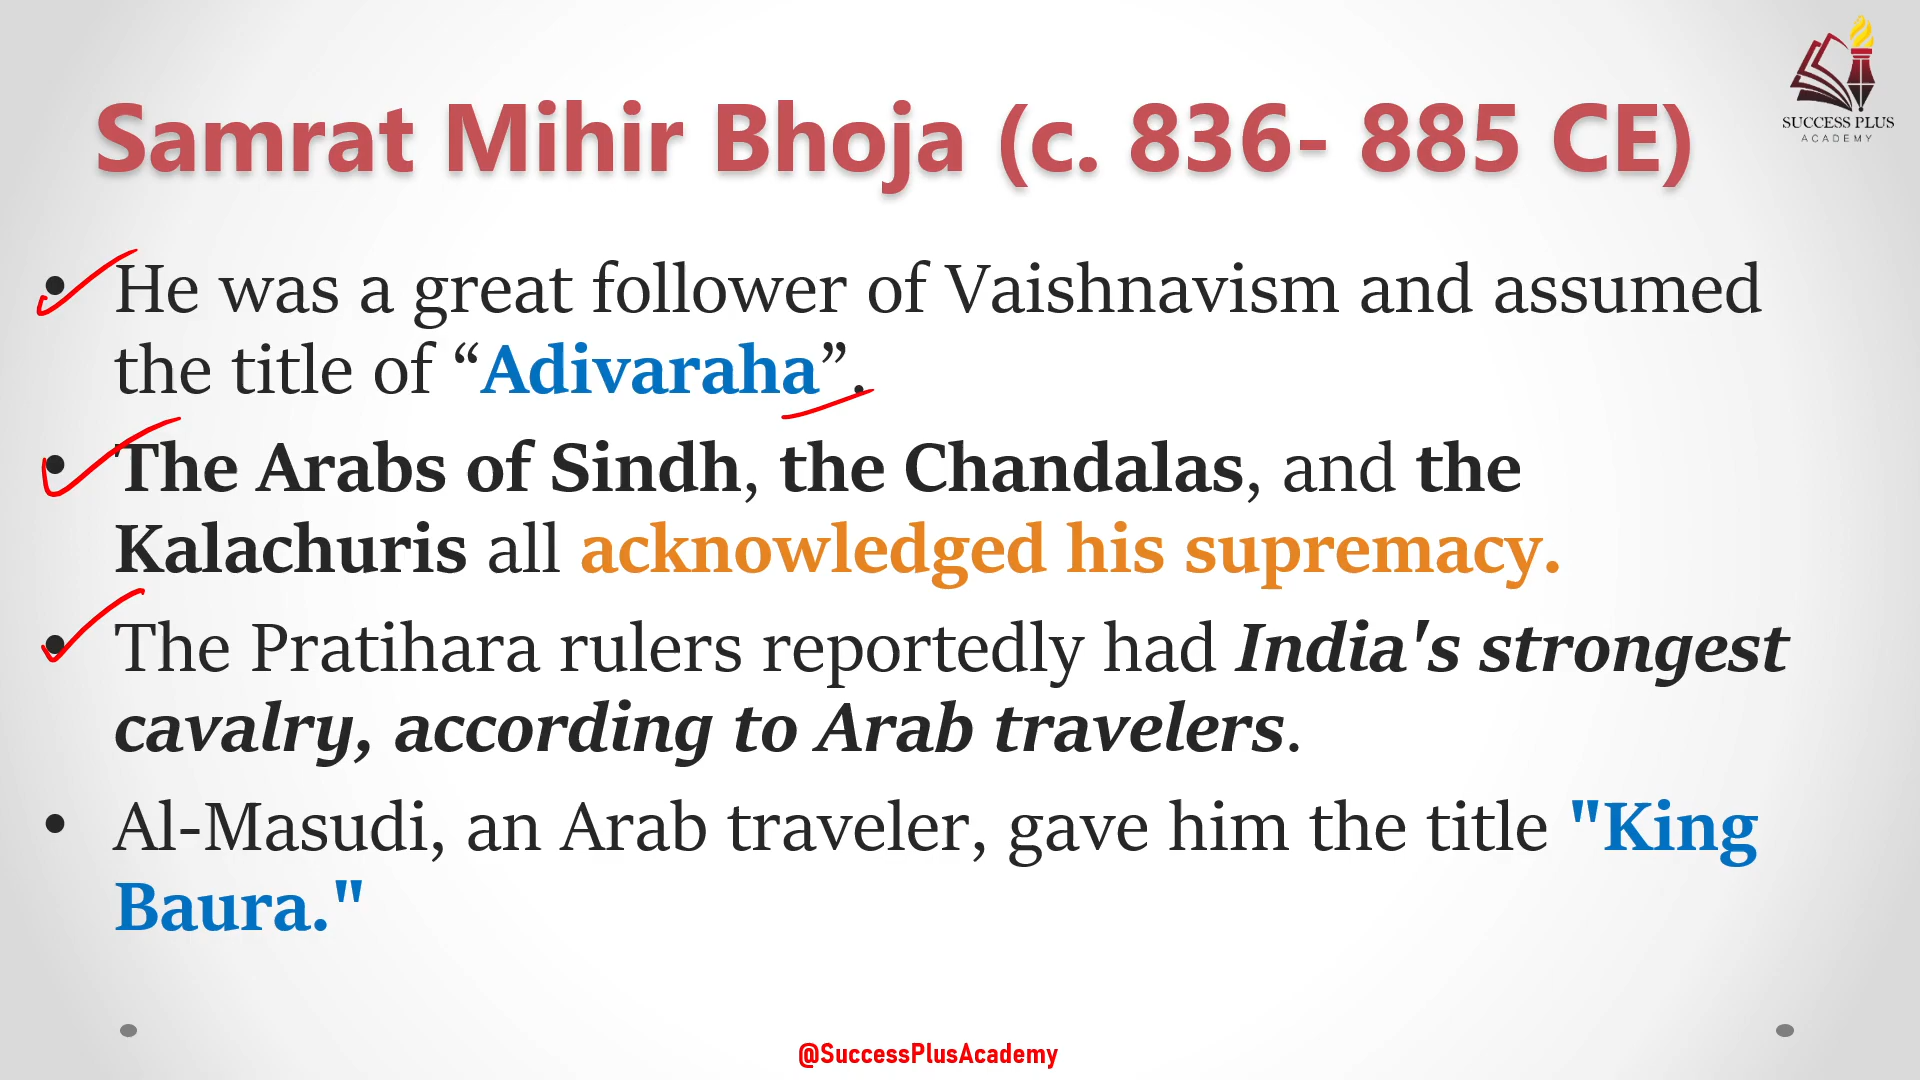 SUCCESS PLUS
ACADEMY
Samrat Mihir Bhoja (c. 836- 885 CE)
• He was a great follower of Vaishnavism and assumed
the title of “Adivaraha”.
• The Arabs of Sindh, the Chandalas, and the
Kalachuris all acknowledged his supremacy.
• The Pratihara rulers reportedly had India's strongest
cavalry, according to Arab travelers.
• Al-Masudi, an Arab traveler, gave him the title "King
Baura."
@SuccessPlusAcademy